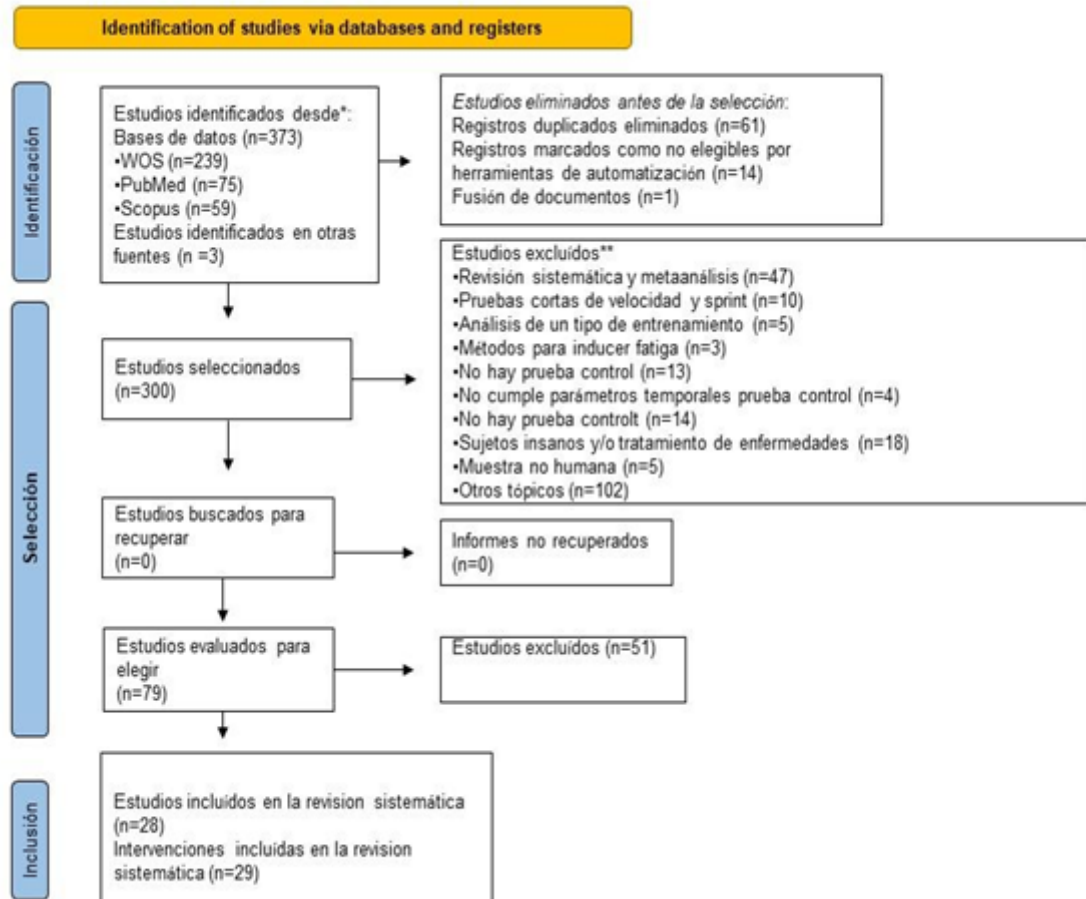 Identification of studies via databases and registers
Identificación
Estudios identificados desde*:
Bases de datos (n=373)
•WOS (n=239)
•PubMed (n=75)
•Scopus (n=59)
Estudios identificados en otras
fuentes (n =3)
Estudios eliminados antes de la selección:
Registros duplicados eliminados (n=61)
Registros marcados como no elegibles por
herramientas de automatización (n=14)
Fusión de documentos (n=1)
Selección
Estudios seleccionados
(n=300)
Estudios excluídos**
•Revisión sistemática y metaanálisis (n=47)
•Pruebas cortas de velocidad y sprint (n=10)
•Análisis de un tipo de entrenamiento (n=5)
•Métodos para inducer fatiga (n=3)
•No hay prueba control (n=13)
•No cumple parámetros temporales prueba control (n=4)
•No hay prueba controlt (n=14)
•Sujetos insanos y/o tratamiento de enfermedades (n=18)
•Muestra no humana (n=5)
•Otros tópicos (n=102)
Estudios buscados para
recuperar
(n=0)
Informes no recuperados
(n=0)
Estudios evaluados para
elegir
(n=79)
Estudios excluídos (n=51)
Inclusión
Estudios incluídos en la revision sistemática
(n=28)
Intervenciones incluídas en la revision
sistemática (n=29)